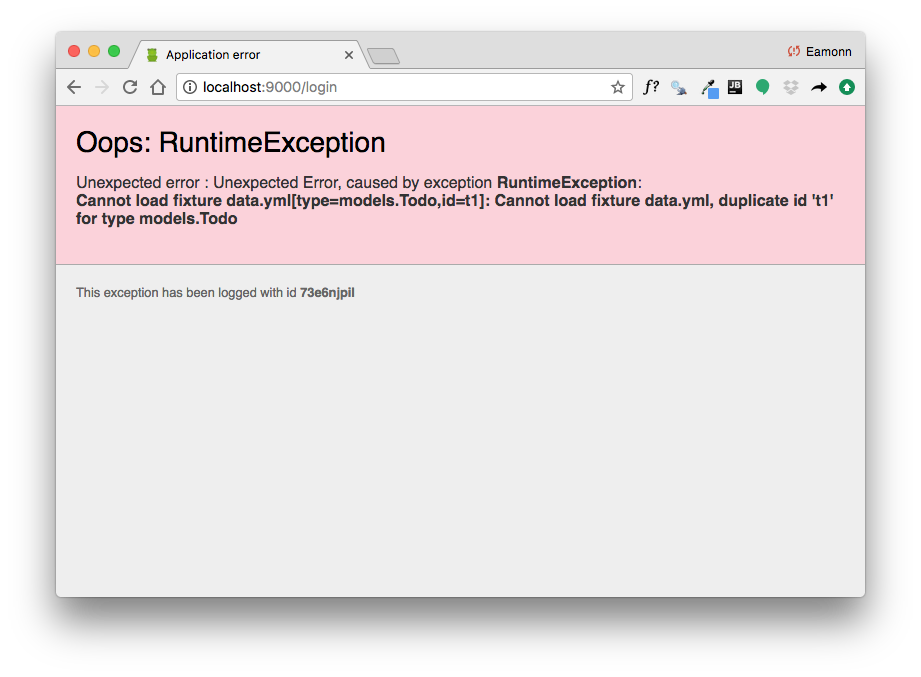 Application error
Eamonn
localhost:9000/login
f?
JB
Oops: RuntimeException
Unexpected error : Unexpected Error, caused by exception RuntimeException:
Cannot load fixture data.yml[type=models.Todo,id=t1]: Cannot load fixture data.yml, duplicate id 't1'
for type models.Todo
This exception has been logged with id 73e6njpil